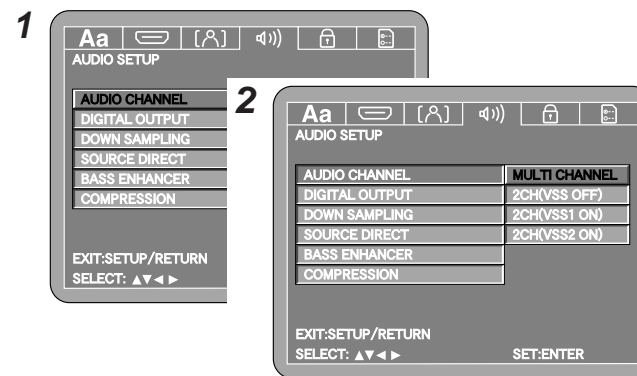 1
Aa
AUDIO SETUP
AUDIO CHANNEL
DIGITAL OUTPUT
DOWN SAMPLING
SOURCE DIRECT
BASS ENHANCER
COMPRESSION
EXIT:SETUP/RETURN
SELECT: ▲▼◄ ►
2
Aa
AUDIO SETUP
AUDIO CHANNEL MULTI CHANNEL
DIGITAL OUTPUT 2CH(VSS OFF)
DOWN SAMPLING 2CH(VSS1 ON)
SOURCE DIRECT 2CH(VSS2 ON)
BASS ENHANCER
COMPRESSION
EXIT:SETUP/RETURN
SELECT: ▲▼◄ ► SET:ENTER